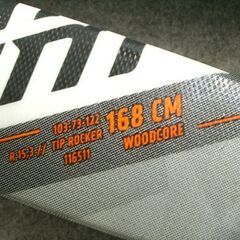 103-73-122 168 CM
R-15,3 // TIP-ROCKER WOODCORE
116511